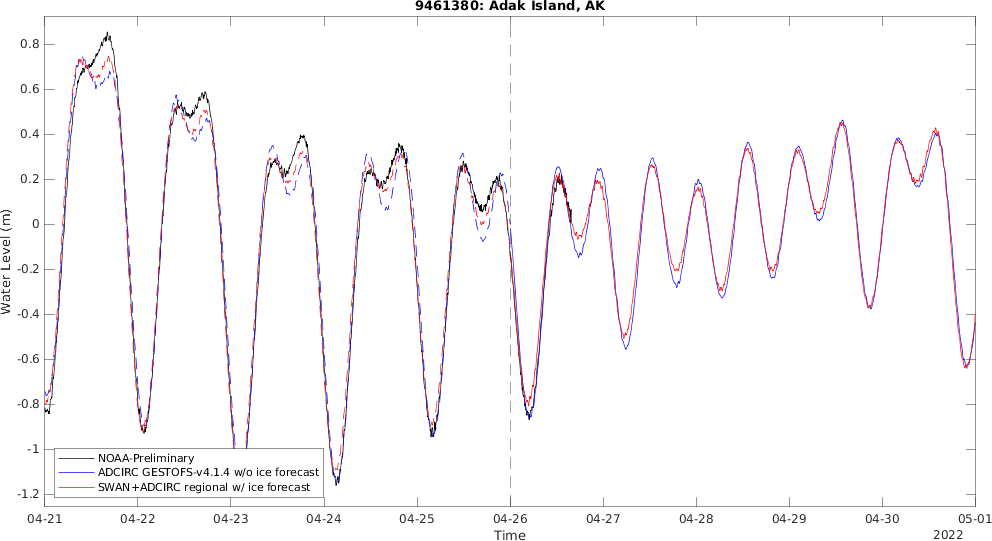 9461380: Adak Island, AK
Water Level (m)
0.8
0.6
0.4
0.2
0
-0.2
-0.4
-0.6
-0.8
-1
-1.2
NOAA-Preliminary
ADCIRC GESTOFS-v4.1.4 w/o ice forecast
SWAN+ADCIRC regional w/ ice forecast
04-21 04-22 04-23 04-24 04-25 04-26 04-27 04-28 04-29 04-30 05-01
Time
2022